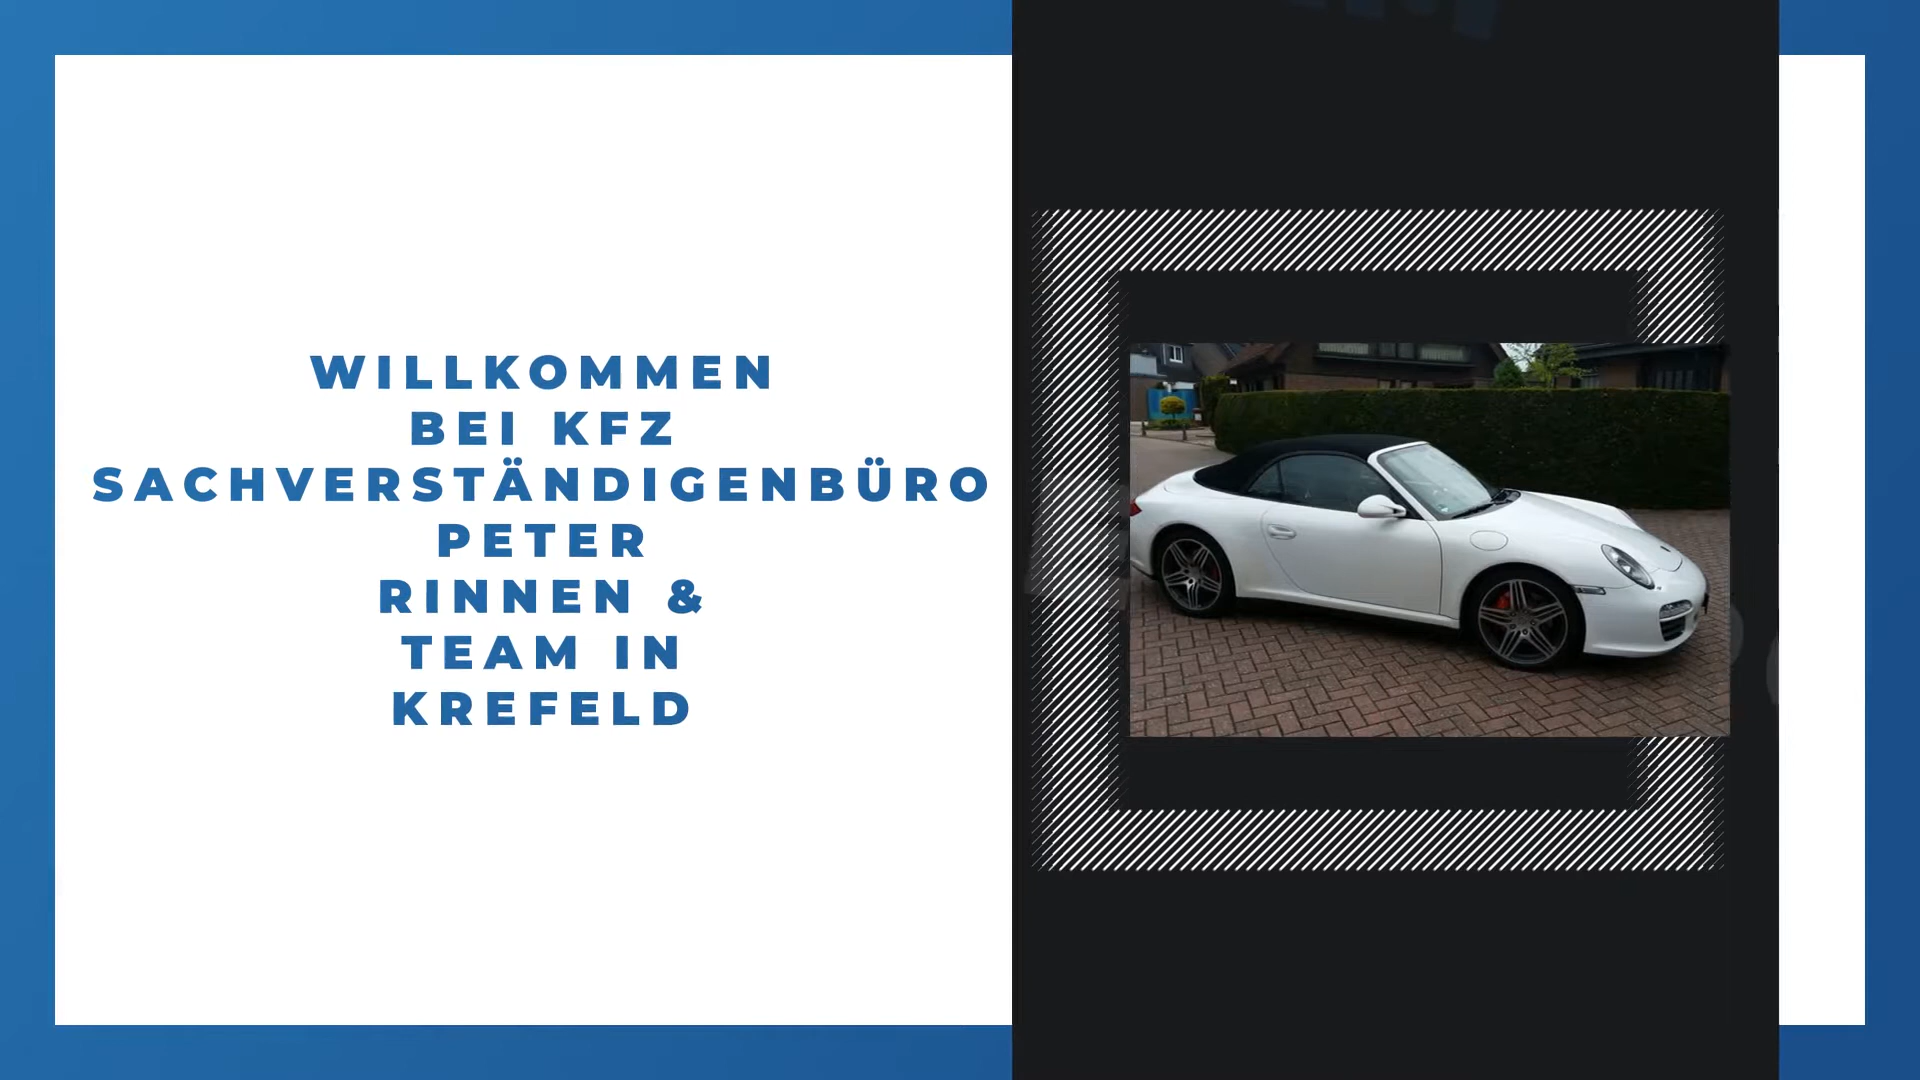 WILLKOMMEN
BEI KFZ
SACHVERSTÄNDIGENBÜRO
PETER
RINNEN &
TEAM IN
KREFELD